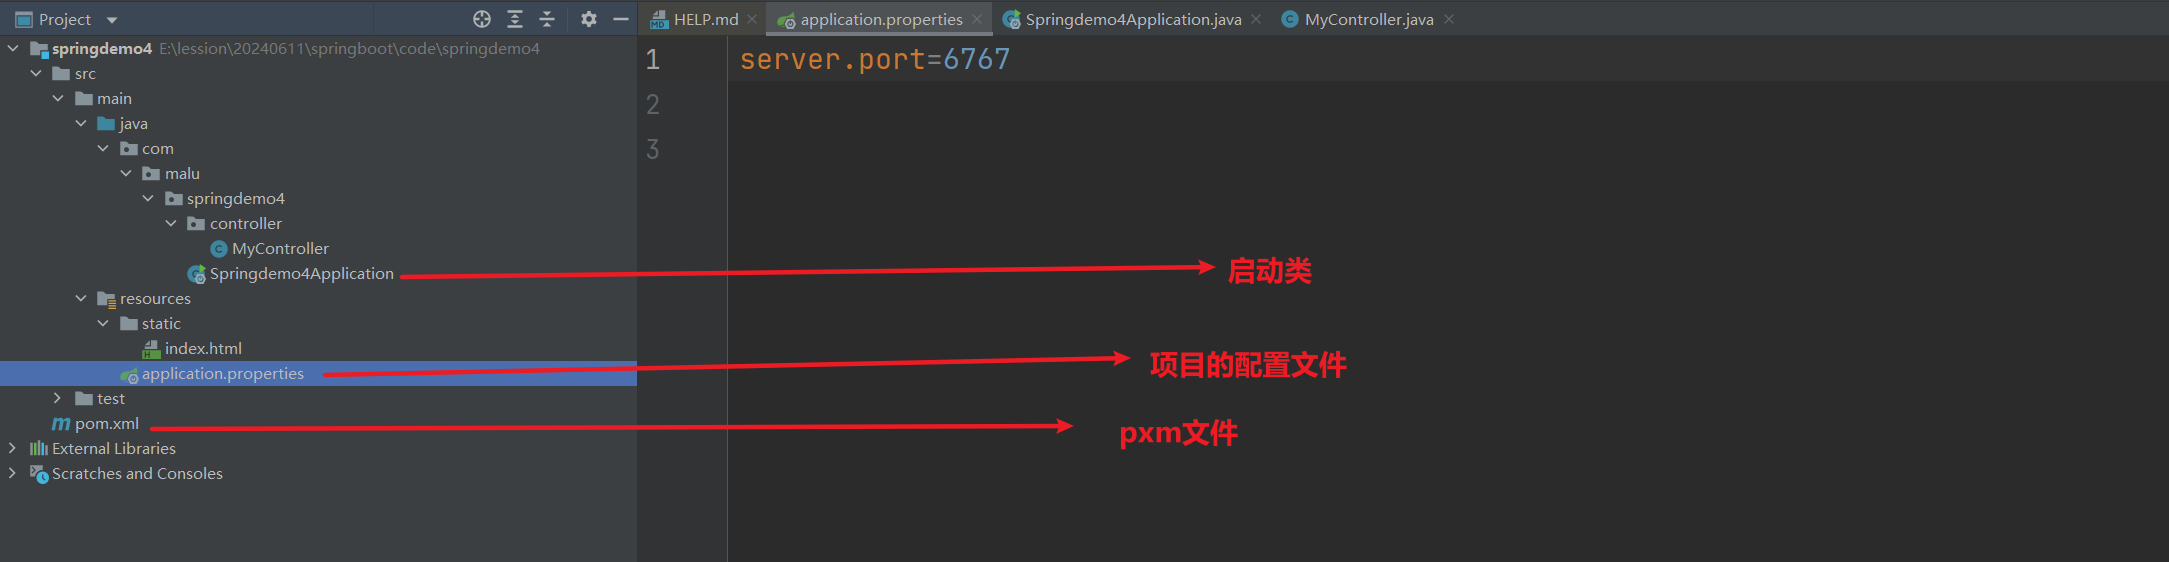 Project
springdemo4 E:\lession\20240611\springboot\code\springdemo4
src
main
java
com
malu
springdemo4
controller
MyController
Springdemo4Application
resources
static
index.html
application.properties
test
pom.xml
External Libraries
Scratches and Consoles
HELP.md
application.properties
Springdemo4Application.java
MyController.java
1 server.port=6767
2
3
启动类
项目的配置文件
pxm文件